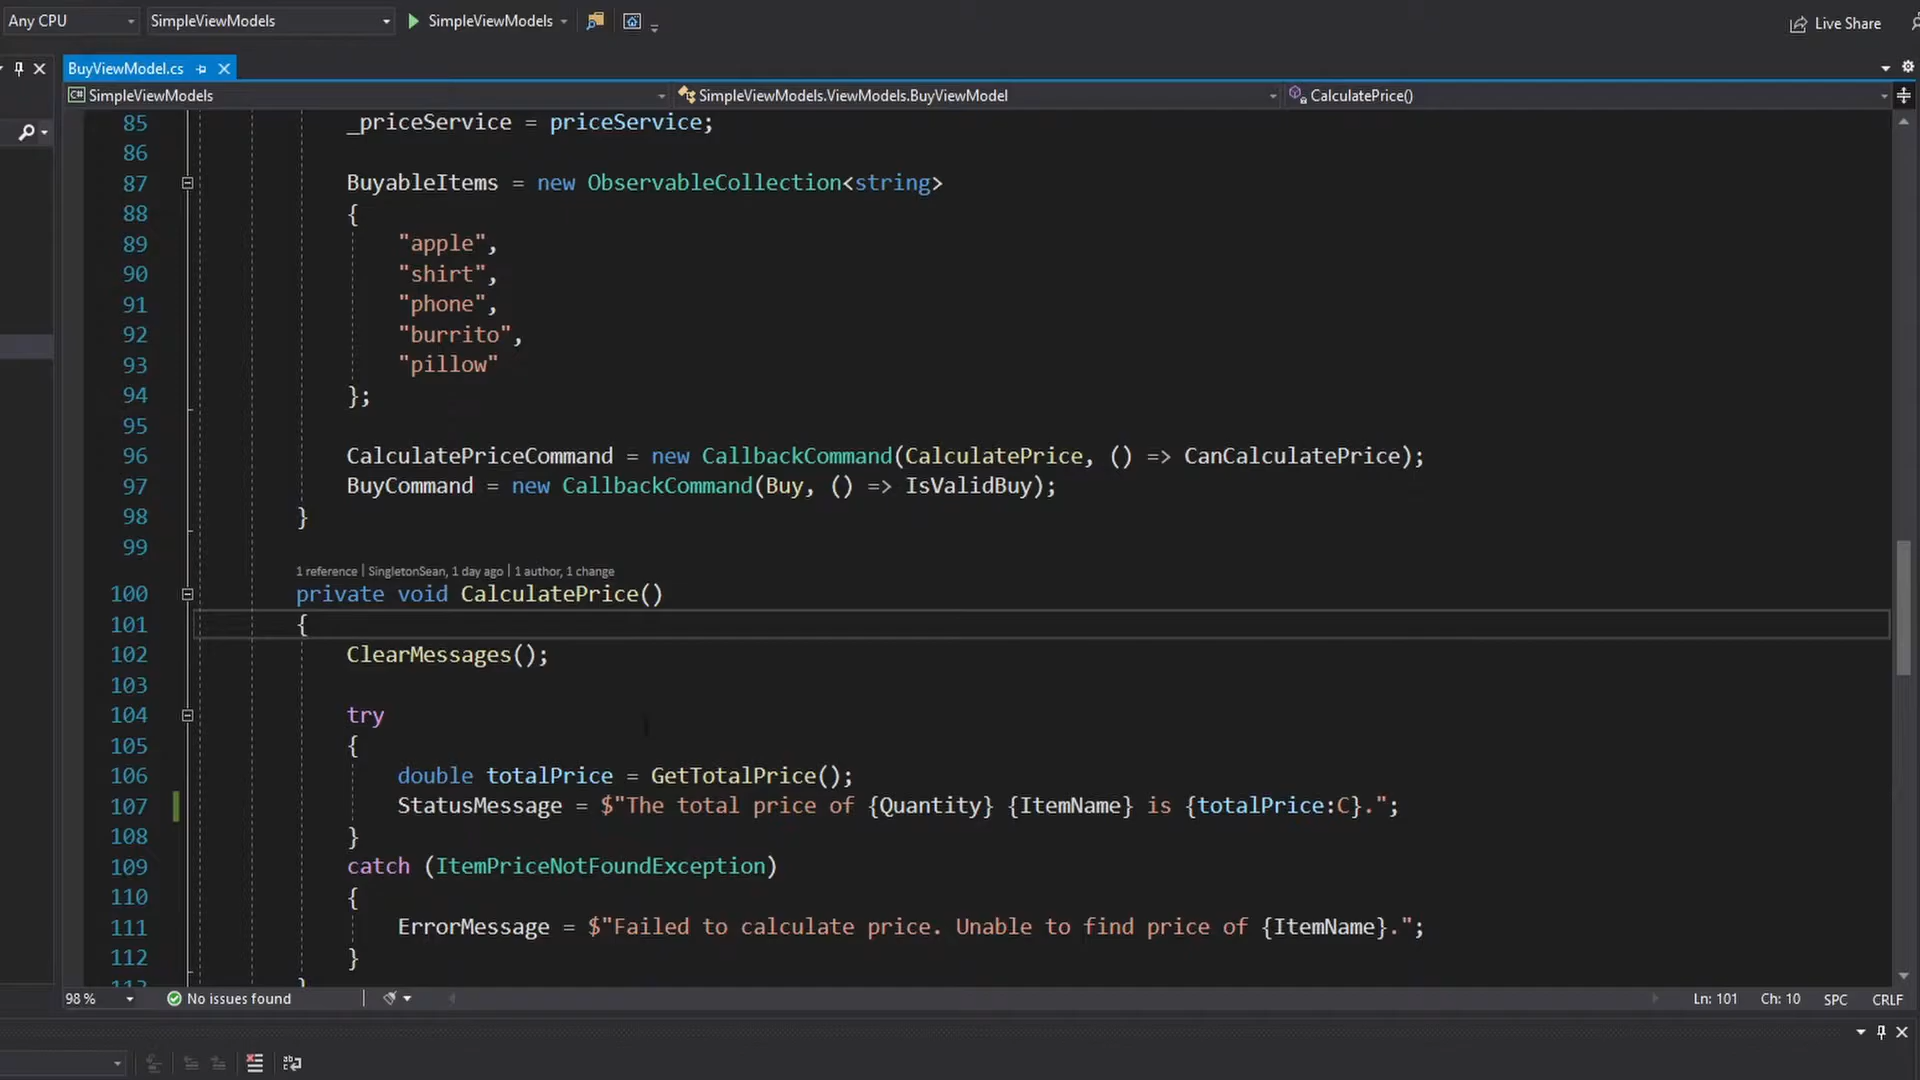 Any CPU SimpleViewModels SimpleViewModels Live Share
BuyViewModel.cs
C# SimpleViewModels SimpleViewModels.ViewModels.BuyViewModel CalculatePrice()
85 _priceService = priceService;
86
87 BuyableItems = new ObservableCollection<string>
88 {
89 "apple",
90 "shirt",
91 "phone",
92 "burrito",
93 "pillow"
94 };
95
96 CalculatePriceCommand = new CallbackCommand(CalculatePrice, () => CanCalculatePrice);
97 BuyCommand = new CallbackCommand(Buy, () => IsValidBuy);
98 }
99
1 reference | SingletonSean, 1 day ago | 1 author, 1 change
100 private void CalculatePrice()
101 {
102 ClearMessages();
103
104 try
105 {
106 double totalPrice = GetTotalPrice();
107 StatusMessage = $"The total price of {Quantity} {ItemName} is {totalPrice:C}.";
108 }
109 catch (ItemPriceNotFoundException)
110 {
111 ErrorMessage = $"Failed to calculate price. Unable to find price of {ItemName}.";
112 }
98 % No issues found Ln: 101 Ch: 10 SPC CRLF